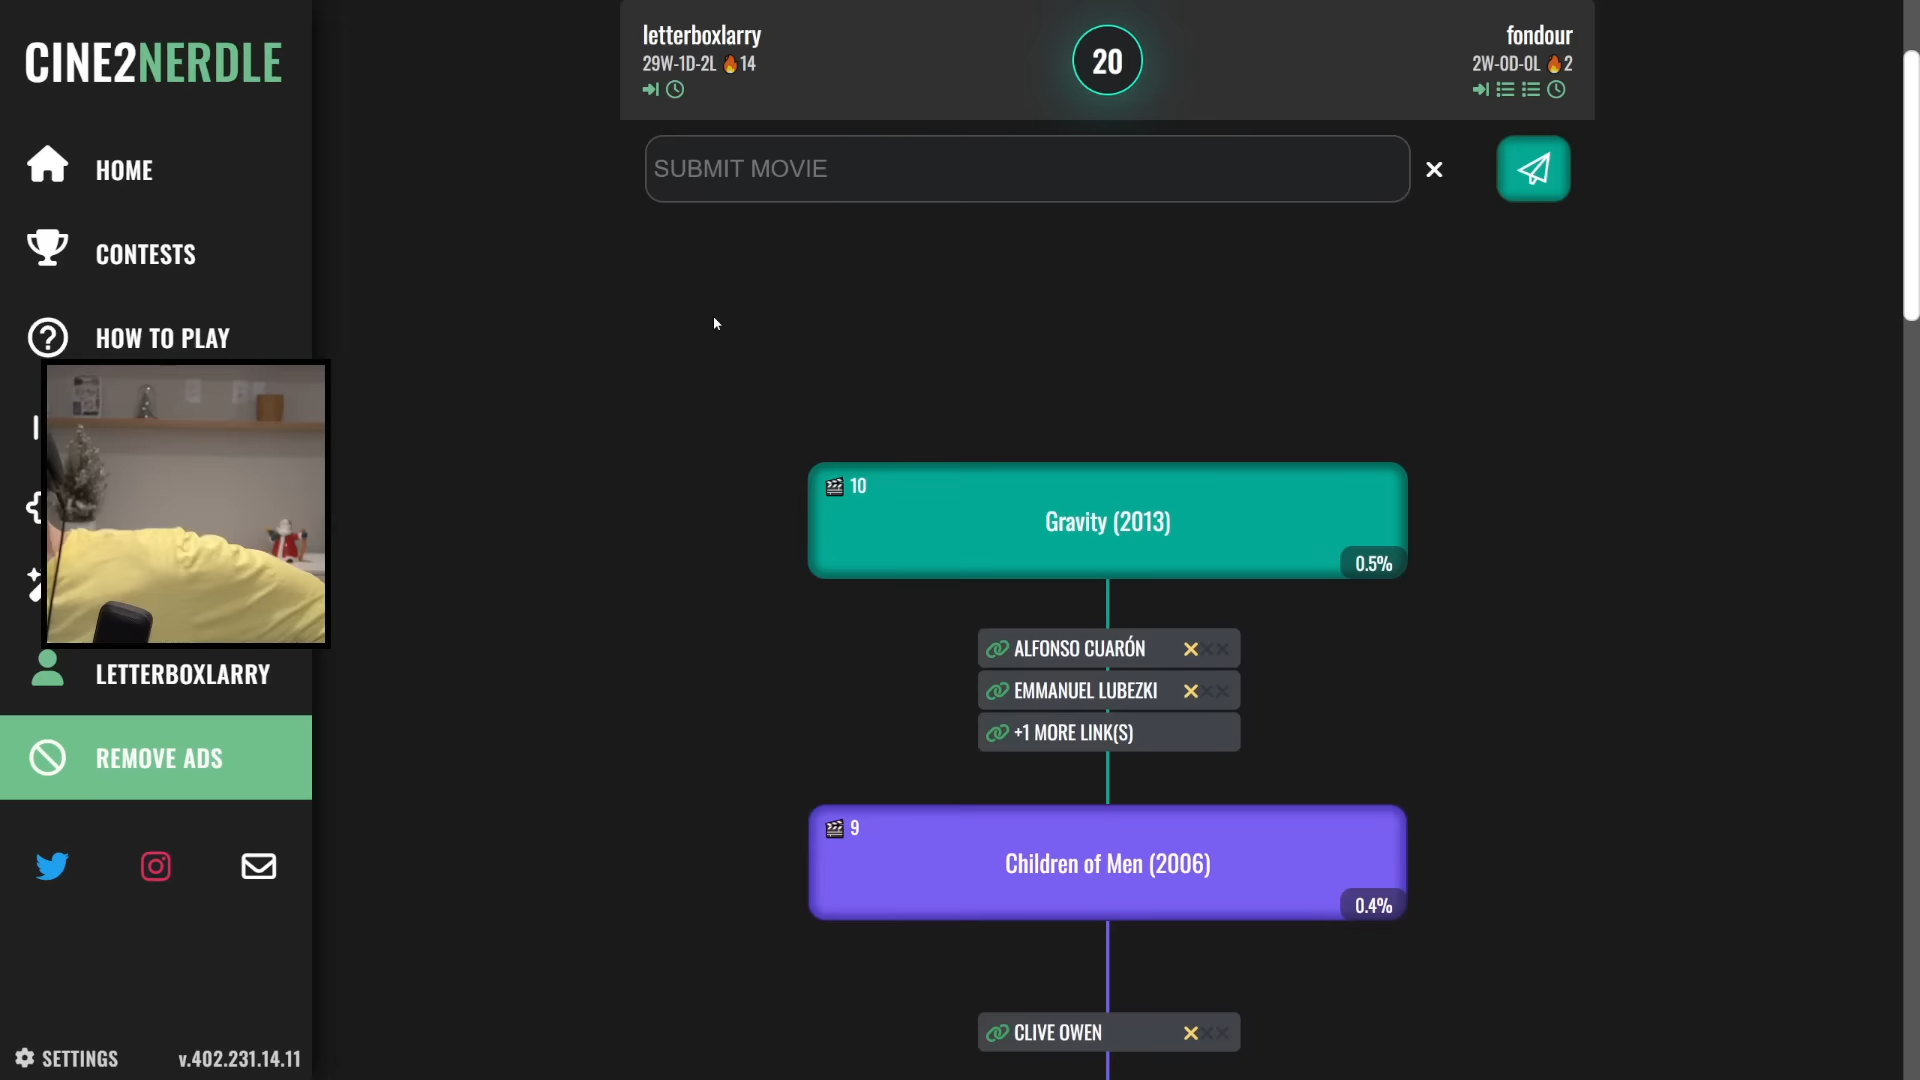 CINE2NERDLE
HOME
CONTESTS
HOW TO PLAY
LETTERBOXLARRY
REMOVE ADS
SETTINGS
v.402.231.14.11
letterboxlarry
29W-1D-2L 🔥14
20
fondour
2W-0D-0L 🔥2
SUBMIT MOVIE
10
Gravity (2013)
0.5%
ALFONSO CUARÓN
EMMANUEL LUBEZKI
+1 MORE LINK(S)
9
Children of Men (2006)
0.4%
CLIVE OWEN